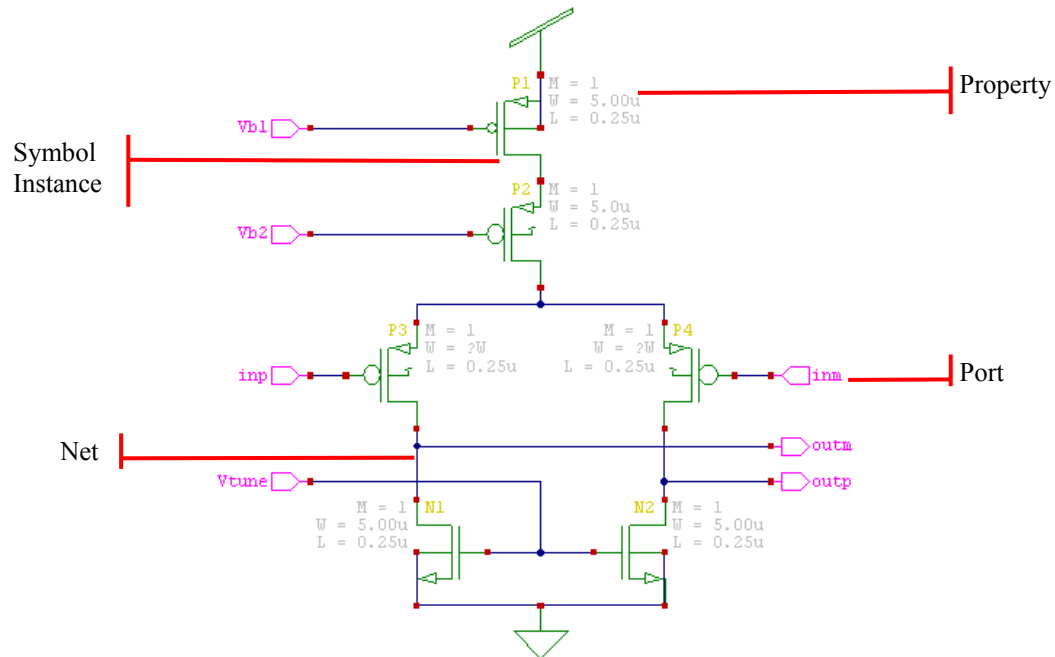 P1
M = 1
W = 5.00u
L = 0.25u
Property
Vb1
Symbol
Instance
P2
M = 1
W = 5.0u
L = 0.25u
Vb2
P3
M = 1
W = ?W
L = 0.25u
M = 1
W = ?W
L = 0.25u
P4
inp
inm
Port
Net
outm
Vtune
outp
M = 1
W = 5.00u
L = 0.25u
N1
N2
M = 1
W = 5.00u
L = 0.25u